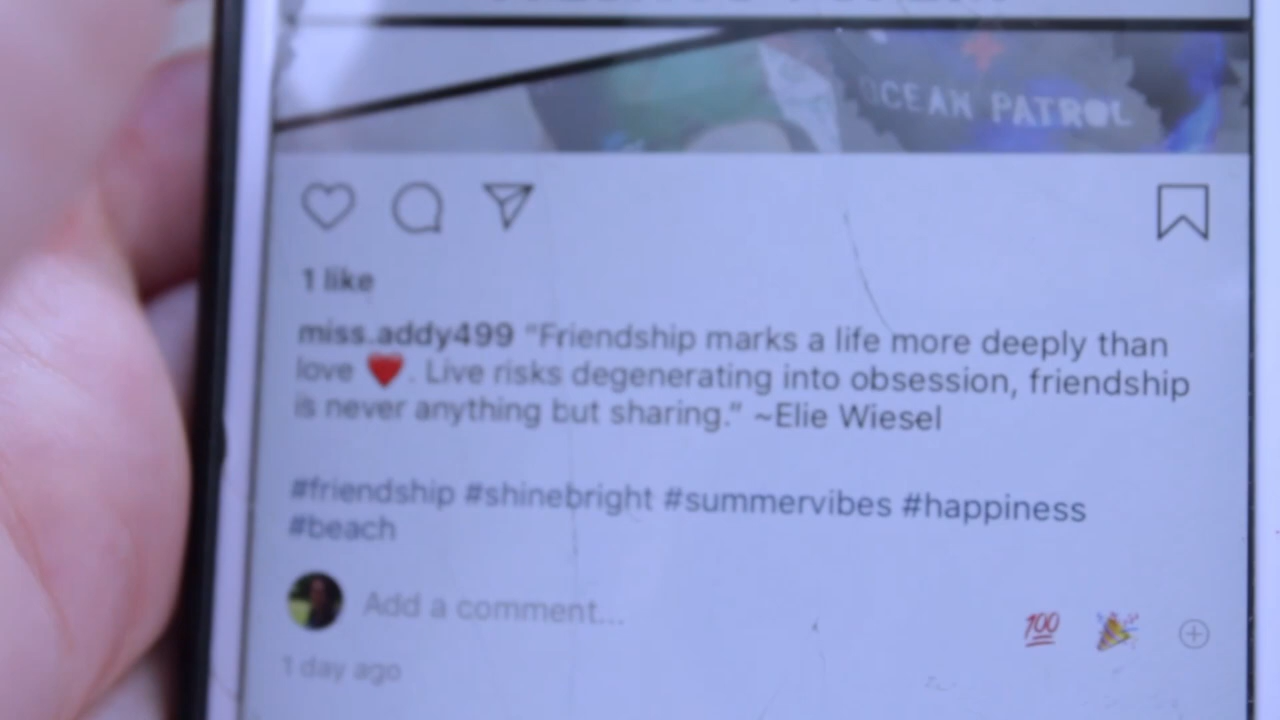 OCEAN PATROL
1 like
miss.addy499 "Friendship marks a life more deeply than
love ❤️. Live risks degenerating into obsession, friendship
is never anything but sharing." ~Elie Wiesel
#friendship #shinebright #summervibes #happiness
#beach
Add a comment...
💯 🎉
1 day ago